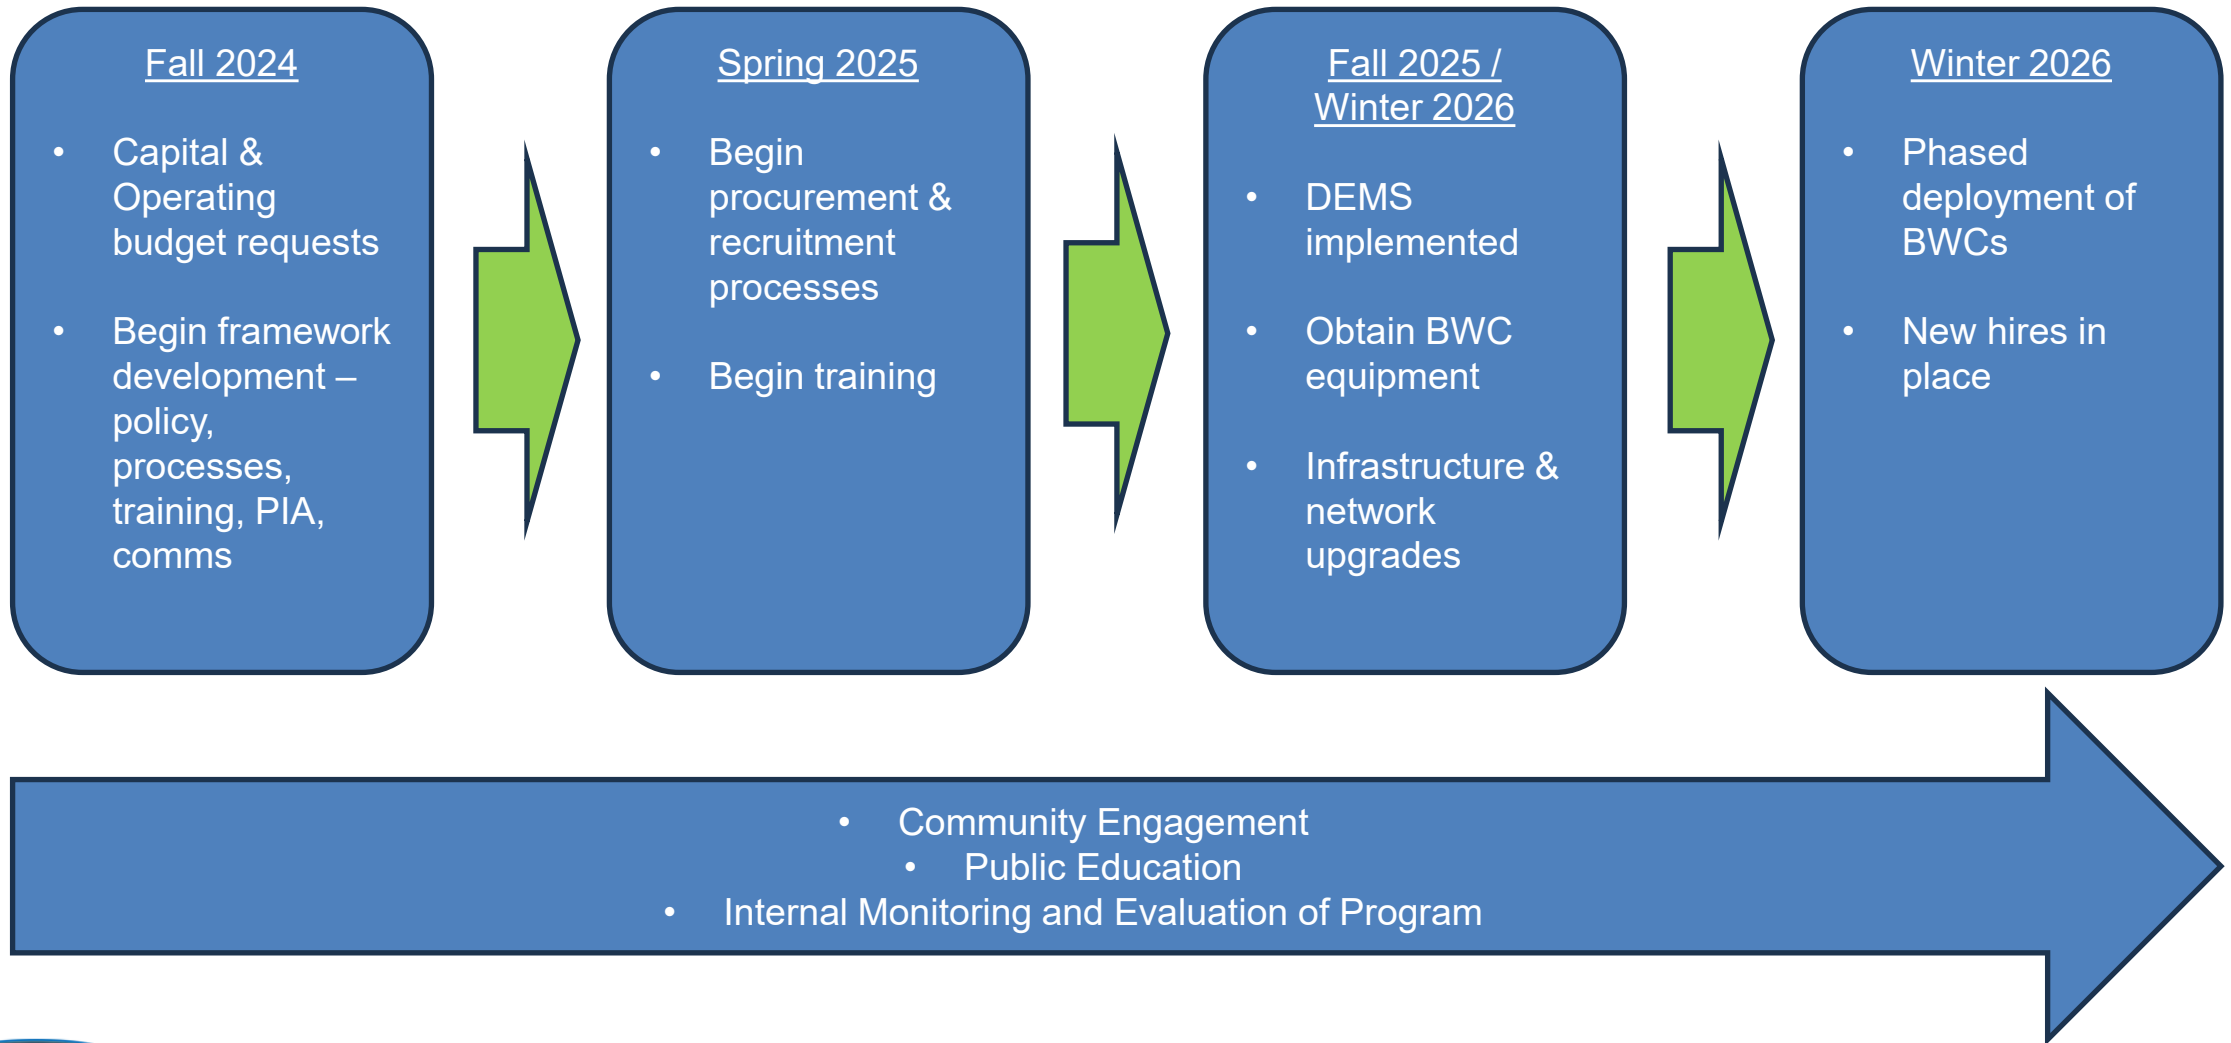 Fall 2024
• Capital &
Operating
budget requests
• Begin framework
development –
policy,
processes,
training, PIA,
comms
Spring 2025
• Begin
procurement &
recruitment
processes
• Begin training
Fall 2025 /
Winter 2026
• DEMS
implemented
• Obtain BWC
equipment
• Infrastructure &
network
upgrades
Winter 2026
• Phased
deployment of
BWCs
• New hires in
place
• Community Engagement
• Public Education
• Internal Monitoring and Evaluation of Program